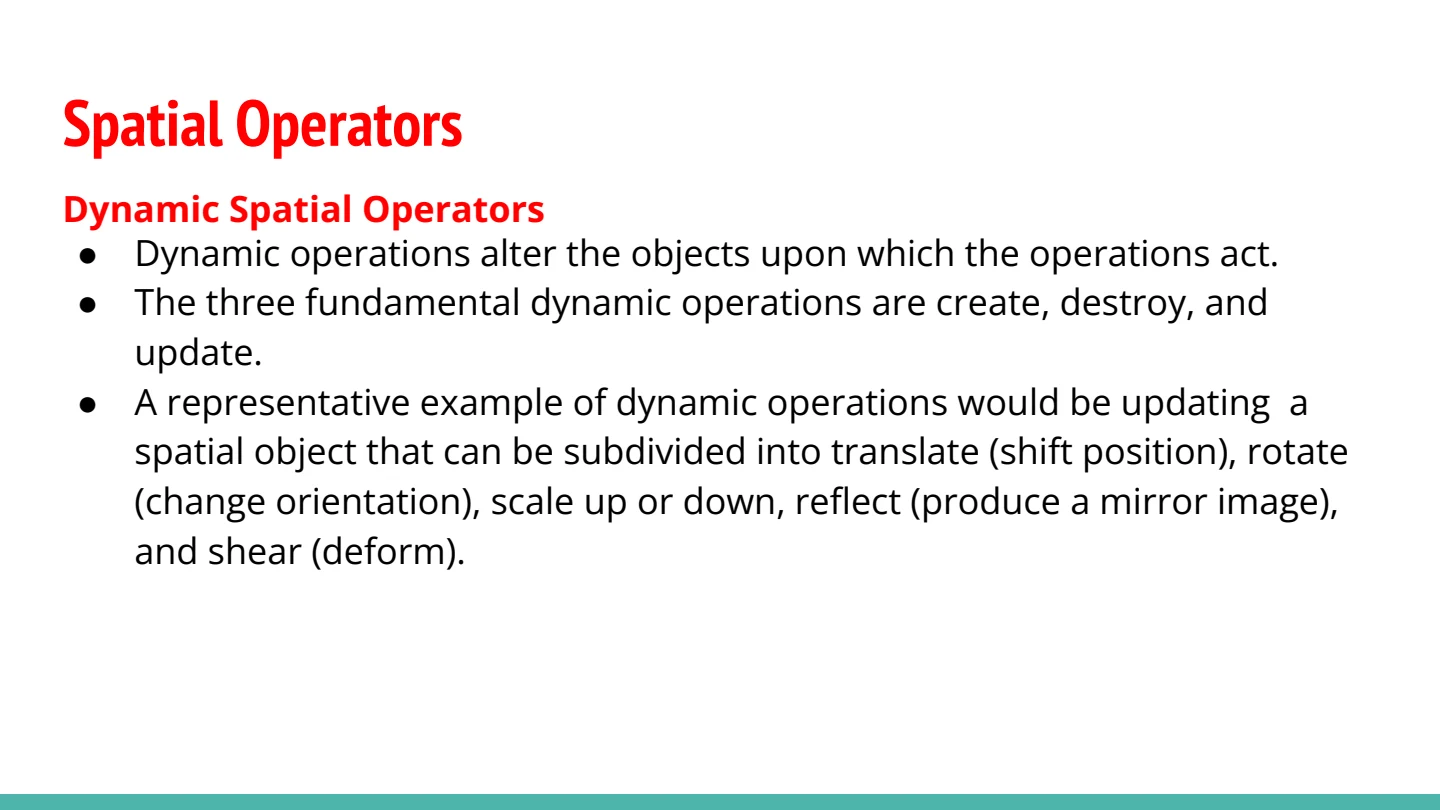 Spatial Operators
Dynamic Spatial Operators
● Dynamic operations alter the objects upon which the operations act.
● The three fundamental dynamic operations are create, destroy, and
update.
● A representative example of dynamic operations would be updating  a
spatial object that can be subdivided into translate (shift position), rotate
(change orientation), scale up or down, reflect (produce a mirror image),
and shear (deform).